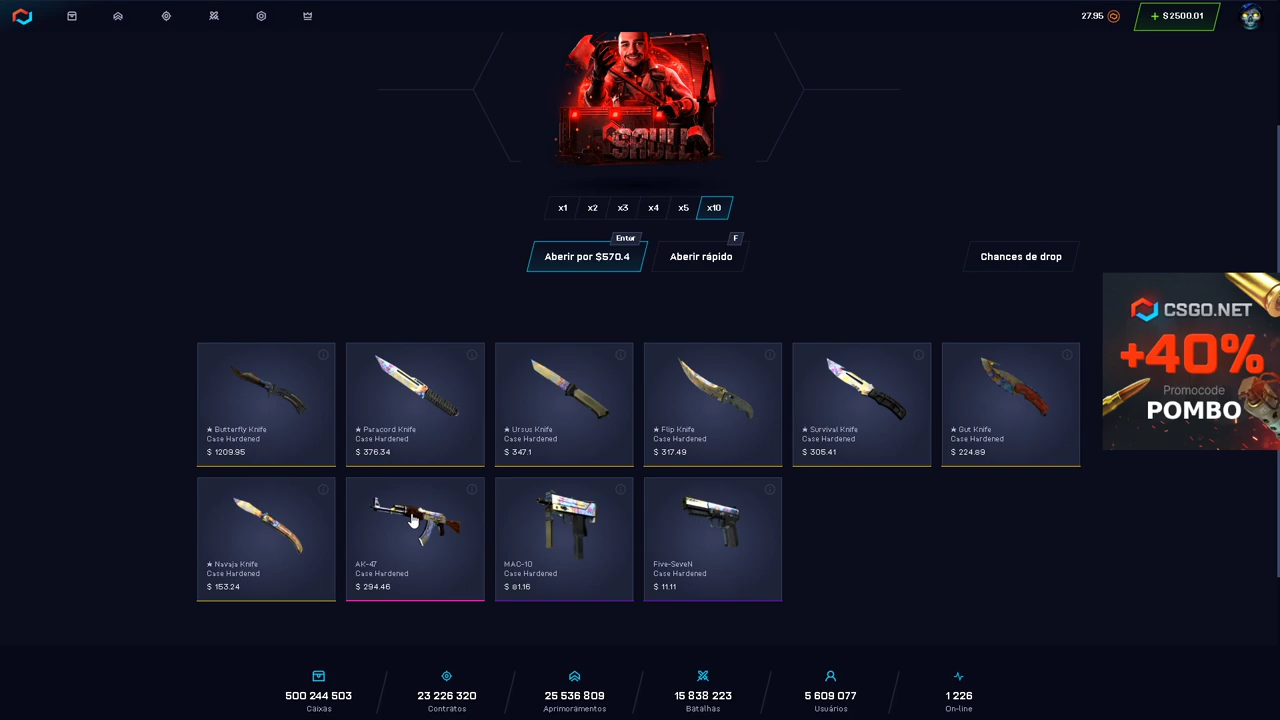 27.95
+ $2500.01
SAULO
x1 x2 x3 x4 x5 x10
Enter
F
Aberir por $570.4
Aberir rápido
Chances de drop
CSGO.NET
+40%
Promocode
POMBO
★ Butterfly Knife
Case Hardened
$ 1209.95
★ Paracord Knife
Case Hardened
$ 376.34
★ Ursus Knife
Case Hardened
$ 347.1
★ Flip Knife
Case Hardened
$ 317.49
★ Survival Knife
Case Hardened
$ 305.41
★ Gut Knife
Case Hardened
$ 224.89
★ Navaja Knife
Case Hardened
$ 153.24
AK-47
Case Hardened
$ 294.46
MAC-10
Case Hardened
$ 81.16
Five-SeveN
Case Hardened
$ 11.11
500 244 503
Caixas
23 226 320
Contratos
25 536 809
Aprimoramentos
15 838 223
Batalhas
5 609 077
Usuários
1 226
On-line